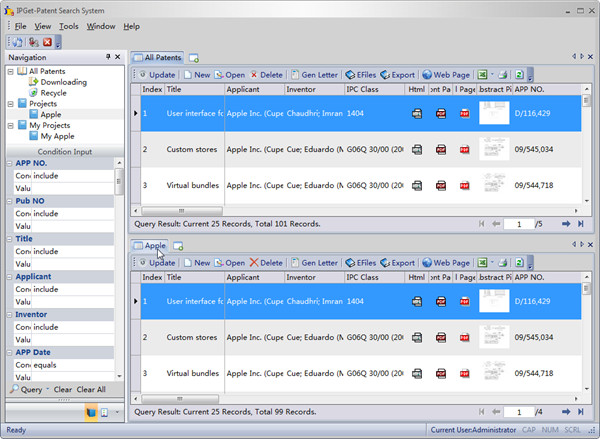 IPGet-Patent Search System
File View Tools Window Help
Navigation
All Patents
Downloading
Recycle
Projects
Apple
My Projects
My Apple
Condition Input
APP NO.
Con include
Valu
Pub NO
Con include
Valu
Title
Con include
Valu
Applicant
Con include
Valu
Inventor
Con include
Valu
APP Date
Con equals
Valu
Query Clear Clear All
All Patents
Update New Open Delete Gen Letter EFiles Export Web Page
Index Title Applicant Inventor IPC Class Html ont Pa l Page bstract Pi APP NO.
1 User interface fo Apple Inc. (Cupe Chaudhri; Imran 1404 D/116,429
2 Custom stores Apple Inc. (Cupe Cue; Eduardo (M G06Q 30/00 (200 09/545,034
3 Virtual bundles Apple Inc. (Cupe Cue; Eduardo (M G06Q 30/00 (200 09/544,718
Query Result: Current 25 Records, Total 101 Records. 1 /5
Apple
Update New Open Delete Gen Letter EFiles Export Web Page
Index Title Applicant Inventor IPC Class Html ont Pa l Page bstract Pi APP NO.
1 User interface fo Apple Inc. (Cupe Chaudhri; Imran 1404 D/116,429
2 Custom stores Apple Inc. (Cupe Cue; Eduardo (M G06Q 30/00 (200 09/545,034
3 Virtual bundles Apple Inc. (Cupe Cue; Eduardo (M G06Q 30/00 (200 09/544,718
Query Result: Current 25 Records, Total 99 Records. 1 /4
Ready Current User:Administrator CAP NUM SCRL